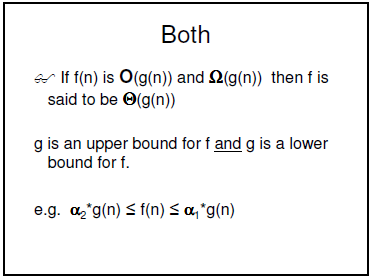 Both
If f(n) is O(g(n)) and Ω(g(n)) then f is
said to be Θ(g(n))
g is an upper bound for f and g is a lower
bound for f.
e.g. α₂*g(n) ≤ f(n) ≤ α₁*g(n)